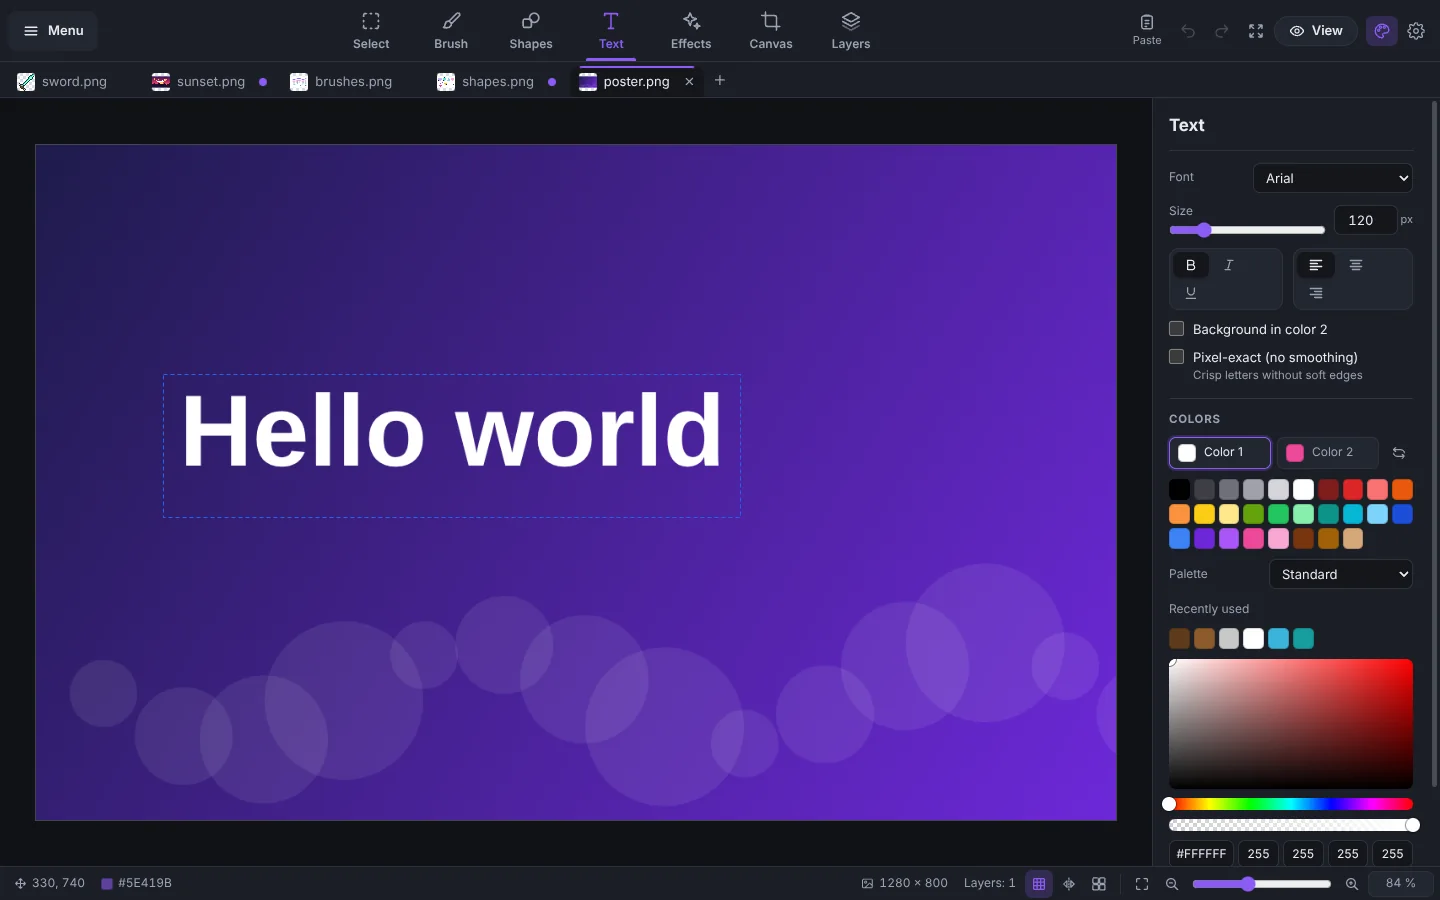 Menu
Select
Brush
Shapes
Text
Effects
Canvas
Layers
Paste
View
sword.png
sunset.png
brushes.png
shapes.png
poster.png
Text
Font
Arial
Size
120
px
B
I
U
Background in color 2
Pixel-exact (no smoothing)
Crisp letters without soft edges
COLORS
Color 1
Color 2
Palette
Standard
Recently used
#FFFFFF
255
255
255
255
Hello world
330, 740
#5E419B
1280 × 800
Layers: 1
84 %